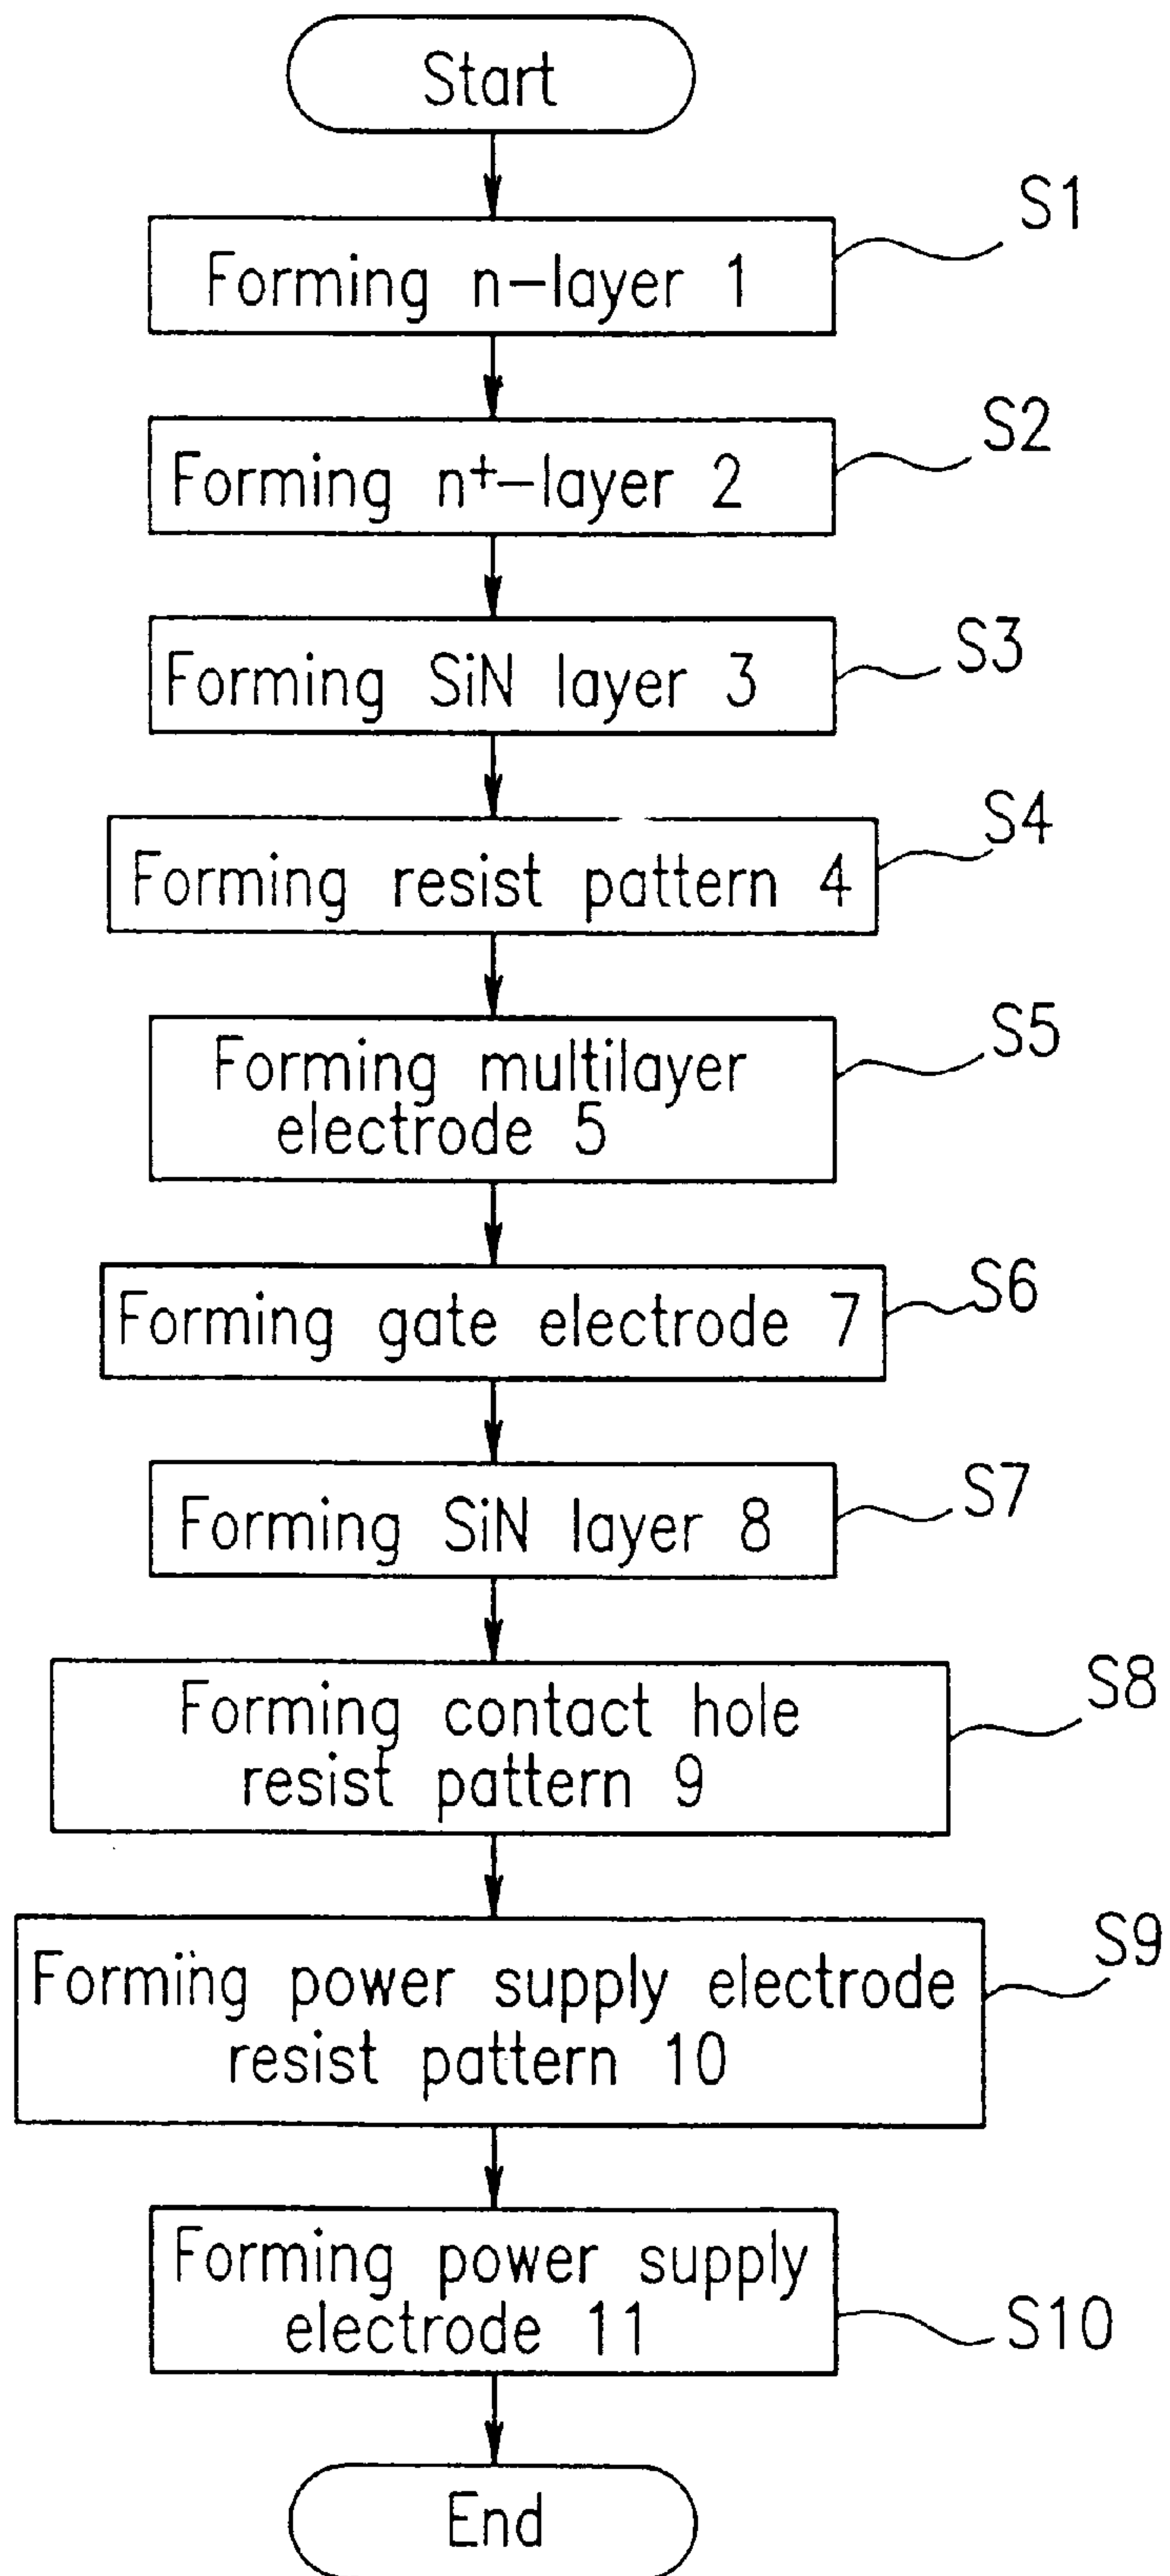 Start
S1
Forming n-layer 1
S2
Forming n+-layer 2
S3
Forming SiN layer 3
S4
Forming resist pattern 4
S5
Forming multilayer
electrode 5
S6
Forming gate electrode 7
S7
Forming SiN layer 8
S8
Forming contact hole
resist pattern 9
S9
Forming power supply electrode
resist pattern 10
Forming power supply
electrode 11
S10
End